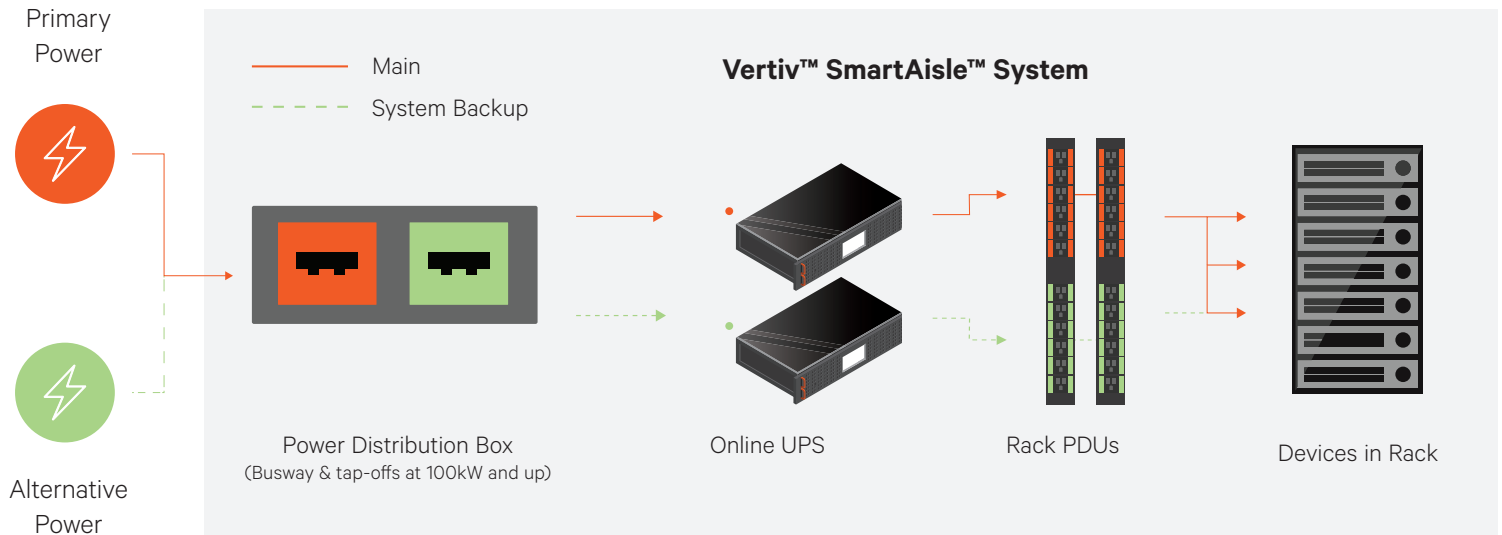 Primary
Power
Main
System Backup
Vertiv™ SmartAisle™ System
Power Distribution Box
(Busway & tap-offs at 100kW and up)
Online UPS
Rack PDUs
Devices in Rack
Alternative
Power